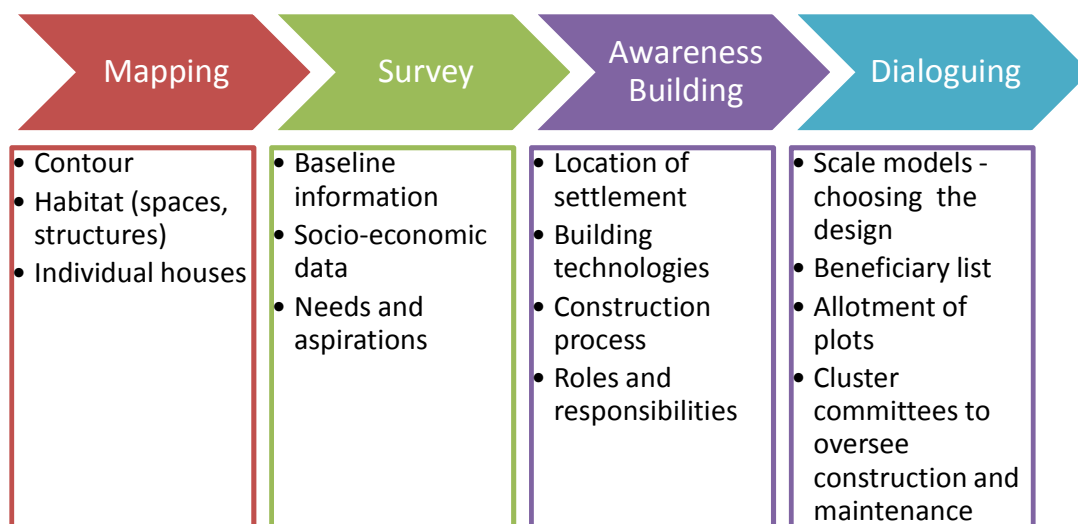 Mapping
Survey
Awareness
Building
Dialoguing
• Contour
• Habitat (spaces,
structures)
• Individual houses
• Baseline
information
• Socio-economic
data
• Needs and
aspirations
• Location of
settlement
• Building
technologies
• Construction
process
• Roles and
responsibilities
• Scale models -
choosing the
design
• Beneficiary list
• Allotment of
plots
• Cluster
committees to
oversee
construction and
maintenance